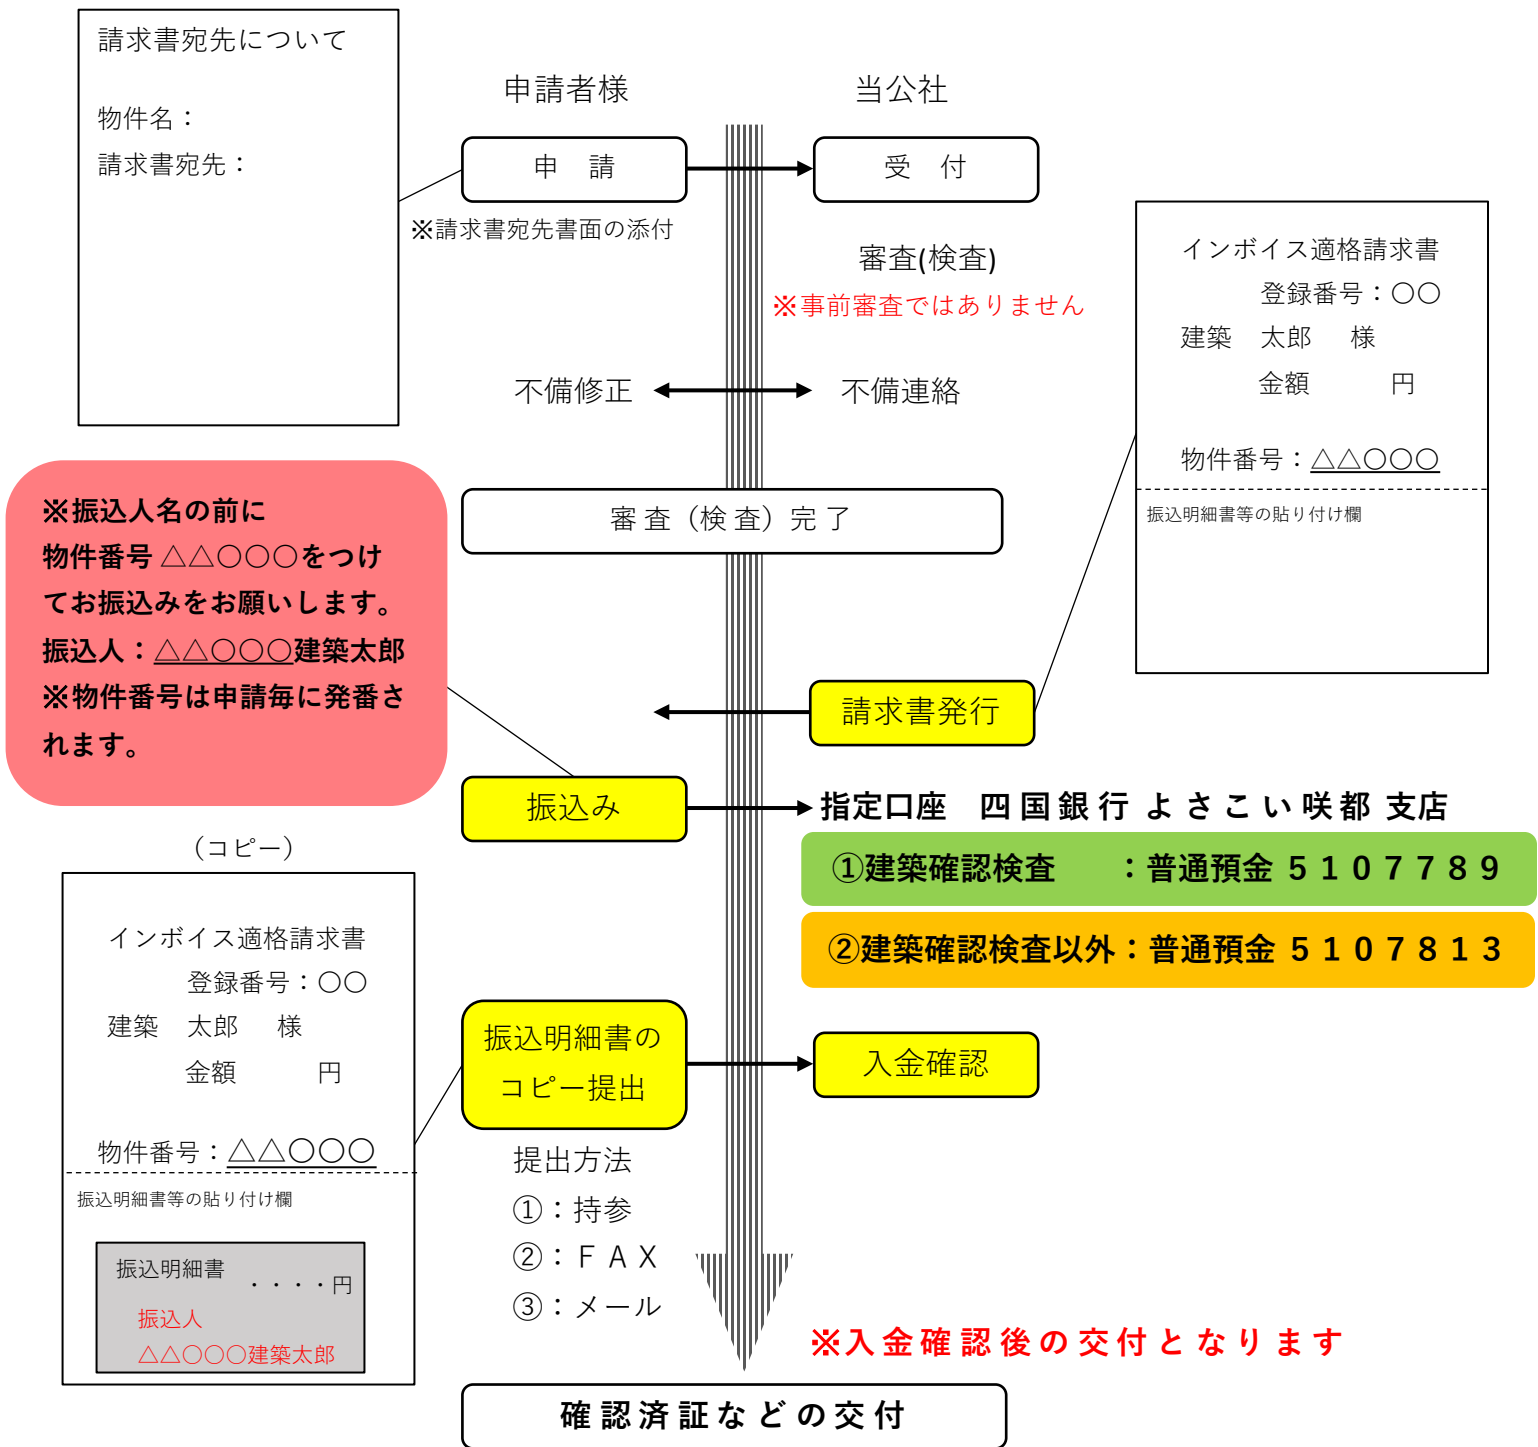 請求書宛先について
物件名：
請求書宛先：
申請者様
当公社
申　請
受　付
※請求書宛先書面の添付
審査(検査)
※事前審査ではありません
不備修正
不備連絡
インボイス適格請求書
登録番号：〇〇
建築　太郎　様
金額　　　円
物件番号：△△〇〇〇
振込明細書等の貼り付け欄
審査（検査）完了
※振込人名の前に
物件番号△△〇〇〇をつけ
てお振込みをお願いします。
振込人：△△〇〇〇建築太郎
※物件番号は申請毎に発番さ
れます。
請求書発行
振込み
指定口座　四国銀行 よさこい咲都 支店
①建築確認検査　　：普通預金 ５１０７７８９
②建築確認検査以外：普通預金 ５１０７８１３
（コピー）
インボイス適格請求書
登録番号：〇〇
建築　太郎　様
金額　　　円
物件番号：△△〇〇〇
振込明細書等の貼り付け欄
振込明細書
・・・・円
振込人
△△〇〇〇建築太郎
振込明細書の
コピー提出
入金確認
提出方法
①：持参
②：ＦＡＸ
③：メール
※入金確認後の交付となります
確認済証などの交付